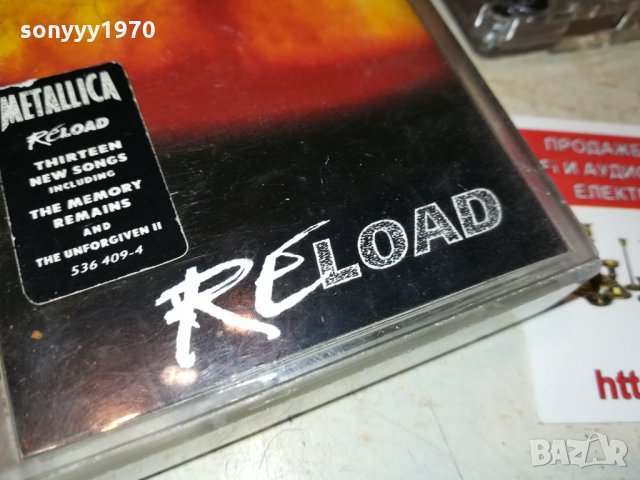 sonyyy1970
METALLICA
RELOAD
THIRTEEN
NEW SONGS
INCLUDING
THE MEMORY
REMAINS
AND
THE UNFORGIVEN II
536 409-4
RELOAD
ПРОДАЖБ
И АУДИО
ЕЛЕКТ
htt
BAZAR